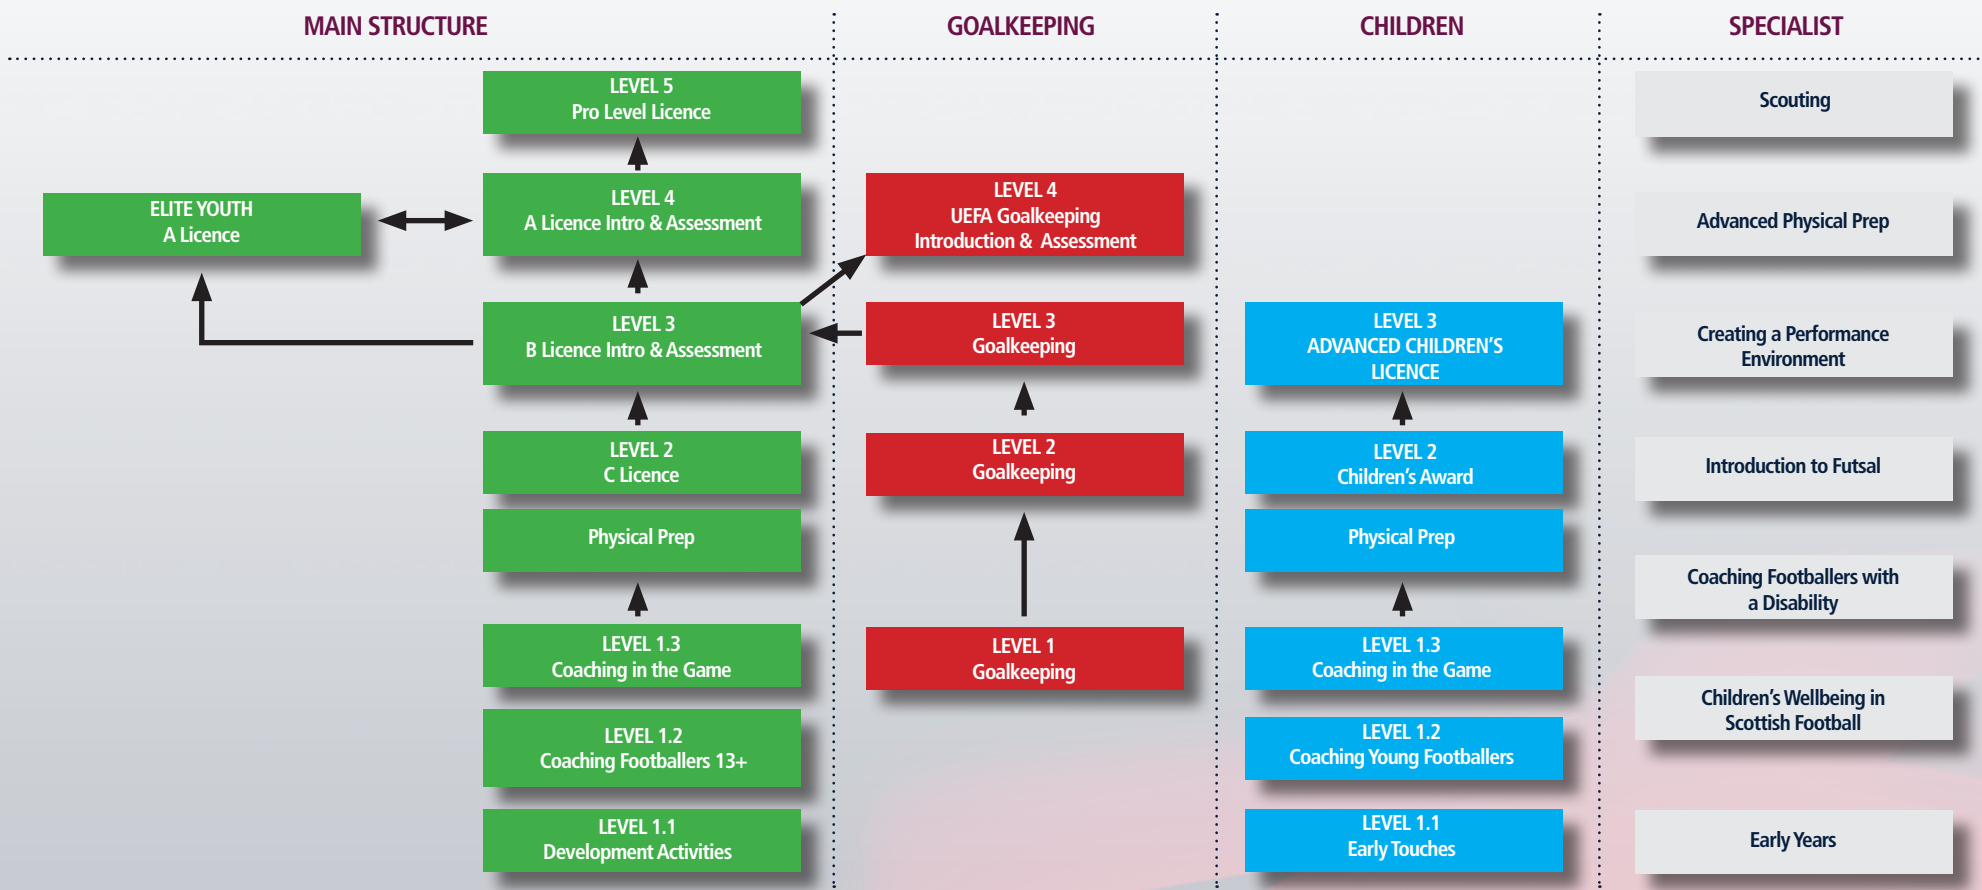 MAIN STRUCTURE
LEVEL 5
Pro Level Licence
ELITE YOUTH
A Licence
LEVEL 4
A Licence Intro & Assessment
LEVEL 3
B Licence Intro & Assessment
LEVEL 2
C Licence
Physical Prep
LEVEL 1.3
Coaching in the Game
LEVEL 1.2
Coaching Footballers 13+
LEVEL 1.1
Development Activities
GOALKEEPING
LEVEL 4
UEFA Goalkeeping
Introduction & Assessment
LEVEL 3
Goalkeeping
LEVEL 2
Goalkeeping
LEVEL 1
Goalkeeping
CHILDREN
LEVEL 3
ADVANCED CHILDREN'S
LICENCE
LEVEL 2
Children's Award
Physical Prep
LEVEL 1.3
Coaching in the Game
LEVEL 1.2
Coaching Young Footballers
LEVEL 1.1
Early Touches
SPECIALIST
Scouting
Advanced Physical Prep
Creating a Performance
Environment
Introduction to Futsal
Coaching Footballers with
a Disability
Children's Wellbeing in
Scottish Football
Early Years